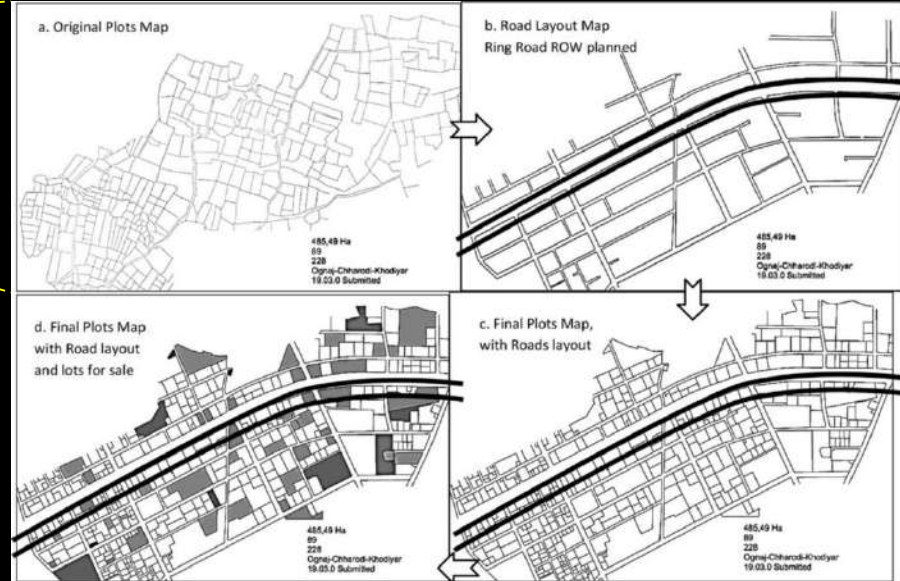 a. Original Plots Map
485,49 Ha
89
228
Ognaj-Chharodi-Khodiyar
19.03.0 Submitted
b. Road Layout Map
Ring Road ROW planned
485,49 Ha
89
228
Ognaj-Chharodi-Khodiyar
19.03.0 Submitted
c. Final Plots Map,
with Roads layout
485,49 Ha
89
228
Ognaj-Chharodi-Khodiyar
19.03.0 Submitted
d. Final Plots Map
with Road layout
and lots for sale
485,49 Ha
89
228
Ognaj-Chharodi-Khodiyar
19.03.0 Submitted